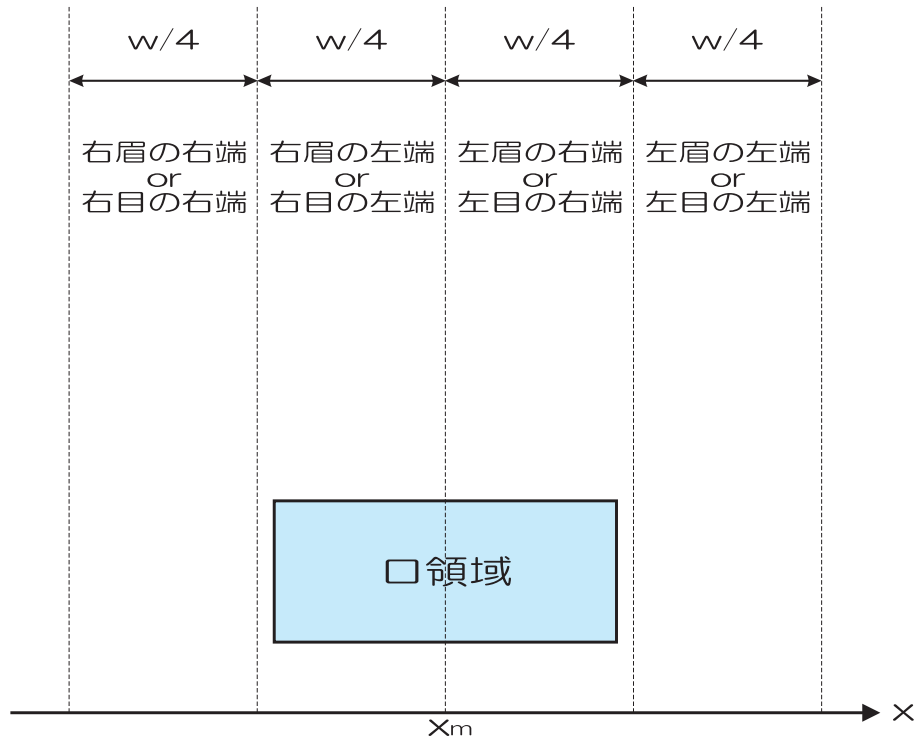 w/4 w/4 w/4 w/4
右眉の右端 右眉の左端 左眉の右端 左眉の左端
or or or or
右目の右端 右目の左端 左目の右端 左目の左端
口領域
x
xm